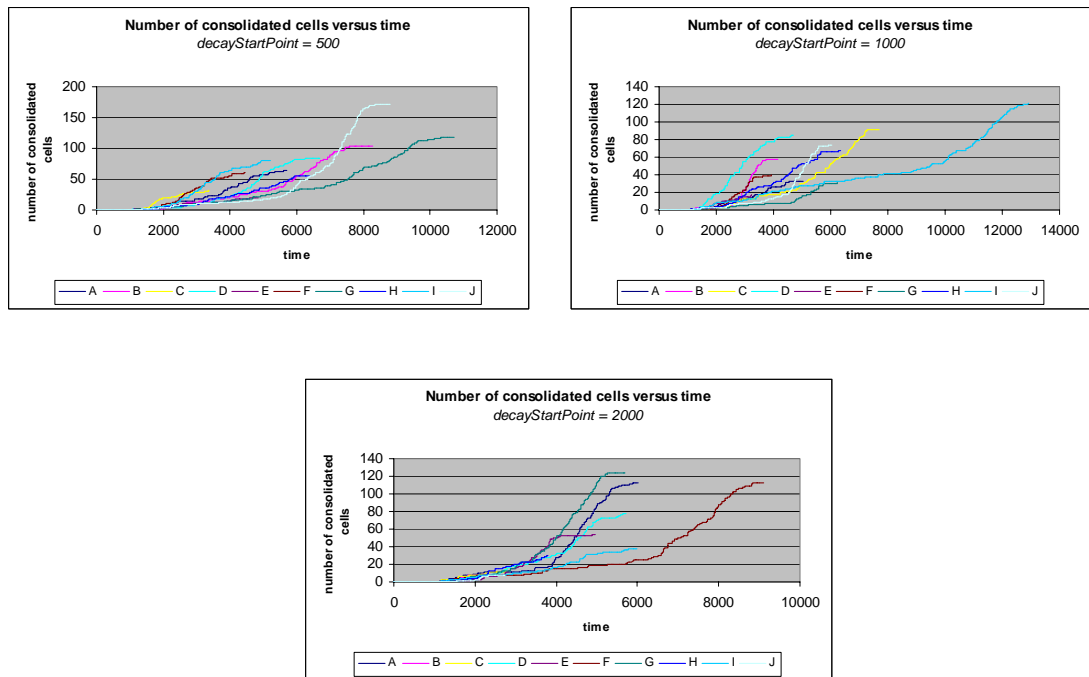 Number of consolidated cells versus time
decayStartPoint = 500
number of consolidated
cells
200
150
100
50
0
0 2000 4000 6000 8000 10000 12000
time
A B C D E F G H I J
Number of consolidated cells versus time
decayStartPoint = 1000
number of consolidated
cells
140
120
100
80
60
40
20
0
0 2000 4000 6000 8000 10000 12000 14000
time
A B C D E F G H I J
Number of consolidated cells versus time
decayStartPoint = 2000
number of consolidated
cells
140
120
100
80
60
40
20
0
0 2000 4000 6000 8000 10000
time
A B C D E F G H I J